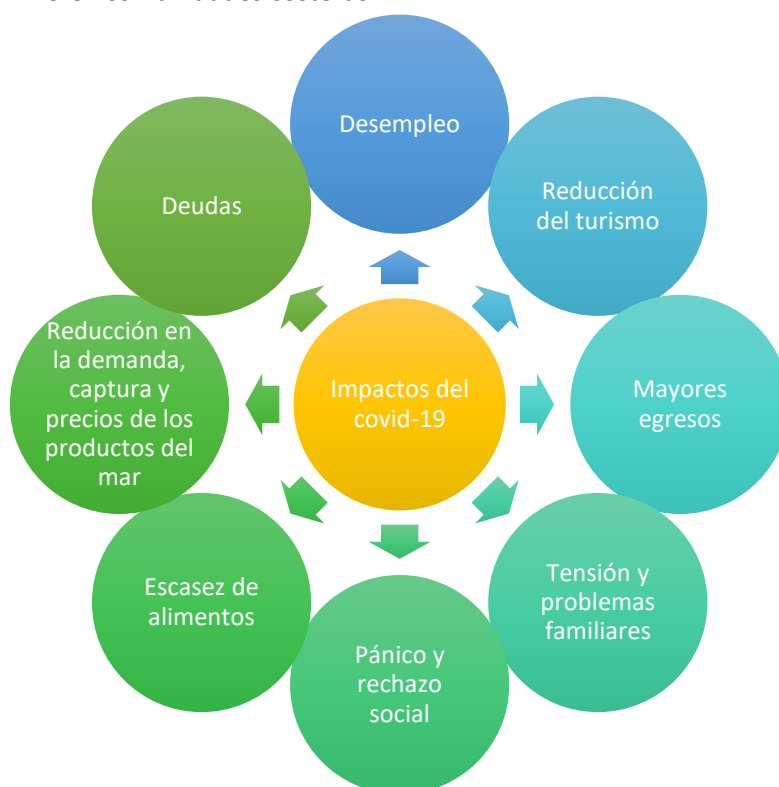 Desempleo
Reducción
del turismo
Mayores
egresos
Tensión y
problemas
familiares
Pánico y
rechazo
social
Escasez de
alimentos
Reducción en
la demanda,
captura y
precios de los
productos del
mar
Deudas
Impactos del
covid-19